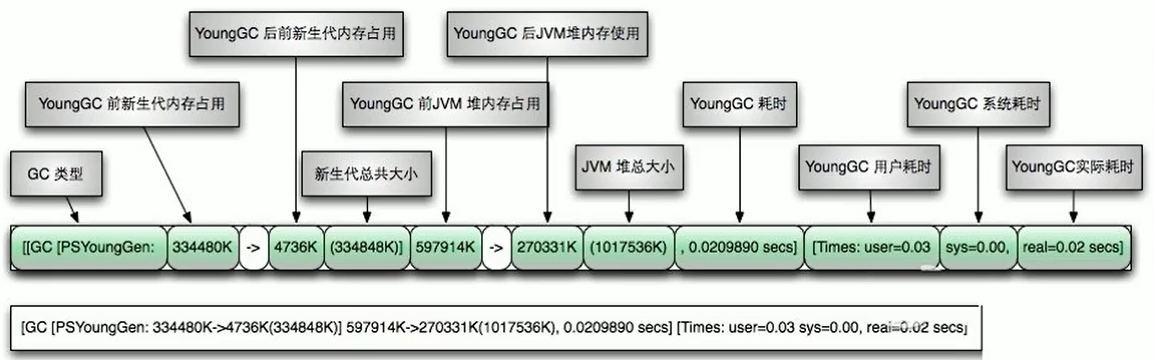 YoungGC 后前新生代内存占用
YoungGC 后JVM堆内存使用
YoungGC 前新生代内存占用
YoungGC 前JVM 堆内存占用
YoungGC 耗时
YoungGC 系统耗时
GC 类型
新生代总共大小
JVM 堆总大小
YoungGC 用户耗时
YoungGC实际耗时
[[GC [PSYoungGen: 334480K -> 4736K (334848K)] 597914K -> 270331K (1017536K) , 0.0209890 secs] [Times: user=0.03 sys=0.00, real=0.02 secs]
[GC [PSYoungGen: 334480K->4736K(334848K)] 597914K->270331K(1017536K), 0.0209890 secs] [Times: user=0.03 sys=0.00, real=0.02 secs]